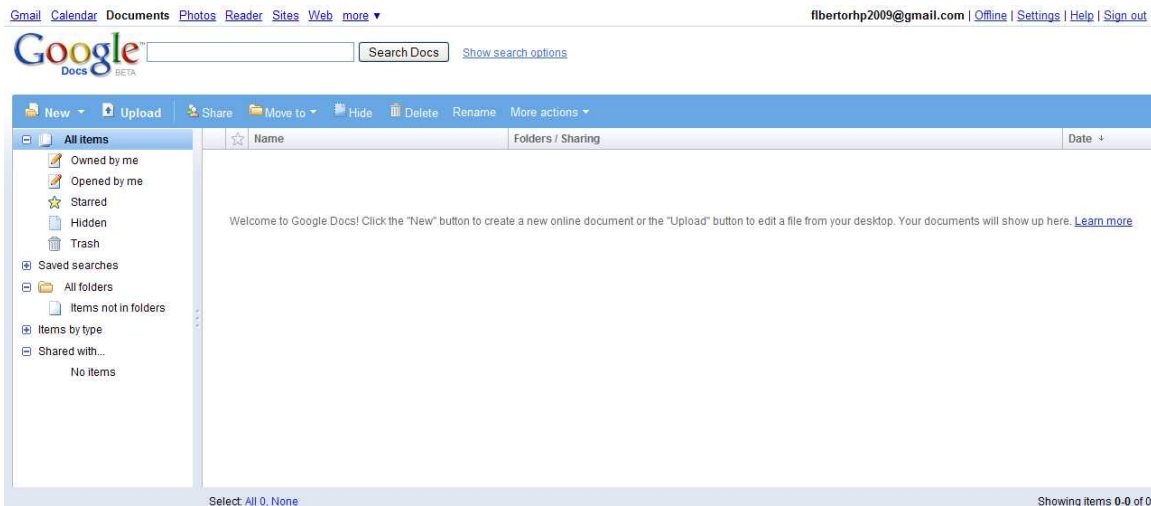 Gmail Calendar Documents Photos Reader Sites Web more ▼ flbertorhp2009@gmail.com | Offline | Settings | Help | Sign out
Google™ Search Docs Show search options
Docs BETA
New Upload Share Move to Hide Delete Rename More actions
All items Name Folders / Sharing Date
Owned by me
Opened by me
Starred
Hidden
Welcome to Google Docs! Click the "New" button to create a new online document or the "Upload" button to edit a file from your desktop. Your documents will show up here. Learn more
Trash
Saved searches
All folders
Items not in folders
Items by type
Shared with...
No items
Select: All 0, None Showing items 0-0 of 0